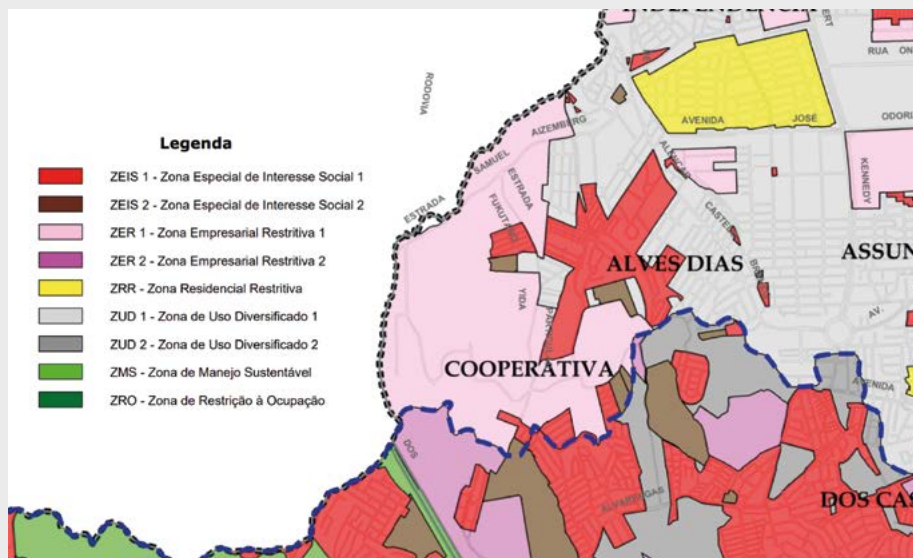 INDEPENDÊNCIA
RUA
RODOVIA
Legenda
ZEIS 1 - Zona Especial de Interesse Social 1
ZEIS 2 - Zona Especial de Interesse Social 2
ZER 1 - Zona Empresarial Restritiva 1
ZER 2 - Zona Empresarial Restritiva 2
ZRR - Zona Residencial Restritiva
ZUD 1 - Zona de Uso Diversificado 1
ZUD 2 - Zona de Uso Diversificado 2
ZMS - Zona de Manejo Sustentável
ZRO - Zona de Restrição à Ocupação
AVENIDA JOSÉ ODORI
ESTRADA SAMUEL AIZEMBERG
ESTRADA
FUKUTARO
YIDA
KENNEDY
CASTEL
ALVES DIAS
ASSUN
AV.
COOPERATIVA
AVENIDA
DOS
ALVARENGAS
DOS CAS